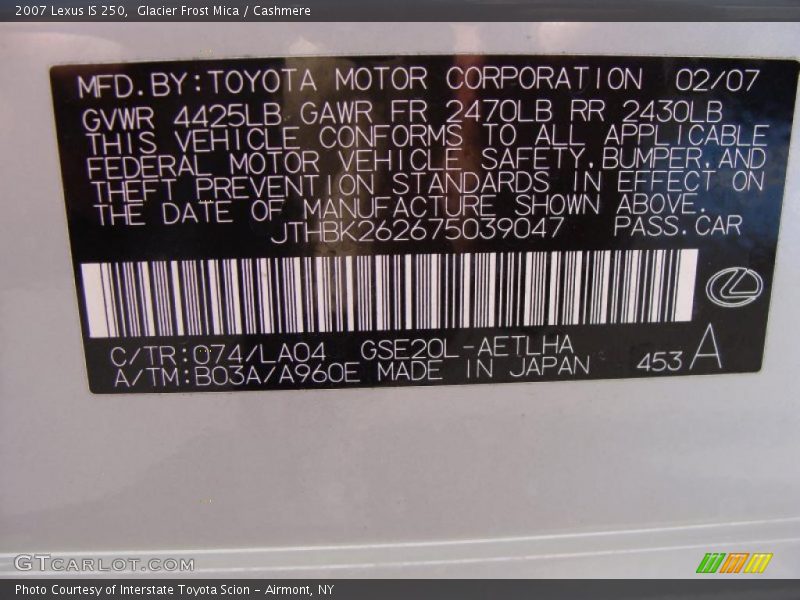 2007 Lexus IS 250,  Glacier Frost Mica / Cashmere
MFD.BY:TOYOTA MOTOR CORPORATION 02/07
GVWR 4425LB GAWR FR 2470LB RR 2430LB
THIS VEHICLE CONFORMS TO ALL APPLICABLE
FEDERAL MOTOR VEHICLE SAFETY,BUMPER,AND
THEFT PREVENTION STANDARDS IN EFFECT ON
THE DATE OF MANUFACTURE SHOWN ABOVE.
JTHBK262675039047 PASS.CAR
C/TR:074/LA04 GSE20L-AETLHA
A/TM:B03A/A960E MADE IN JAPAN 453 A
GTCARLOT.COM
Photo Courtesy of Interstate Toyota Scion - Airmont, NY